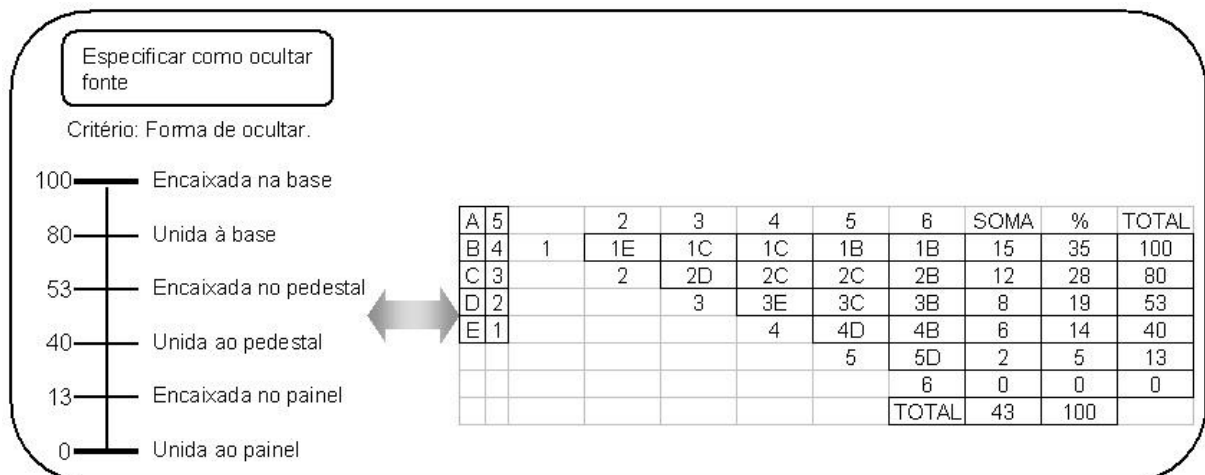 Especificar como ocultar
fonte
Critério: Forma de ocultar.
100 Encaixada na base
80 Unida à base
53 Encaixada no pedestal
40 Unida ao pedestal
13 Encaixada no painel
0 Unida ao painel
A 5 2 3 4 5 6 SOMA % TOTAL
B 4 1 1E 1C 1C 1B 1B 15 35 100
C 3 2 2D 2C 2C 2B 12 28 80
D 2 3 3E 3C 3B 8 19 53
E 1 4 4D 4B 6 14 40
5 5D 2 5 13
6 0 0 0
TOTAL 43 100